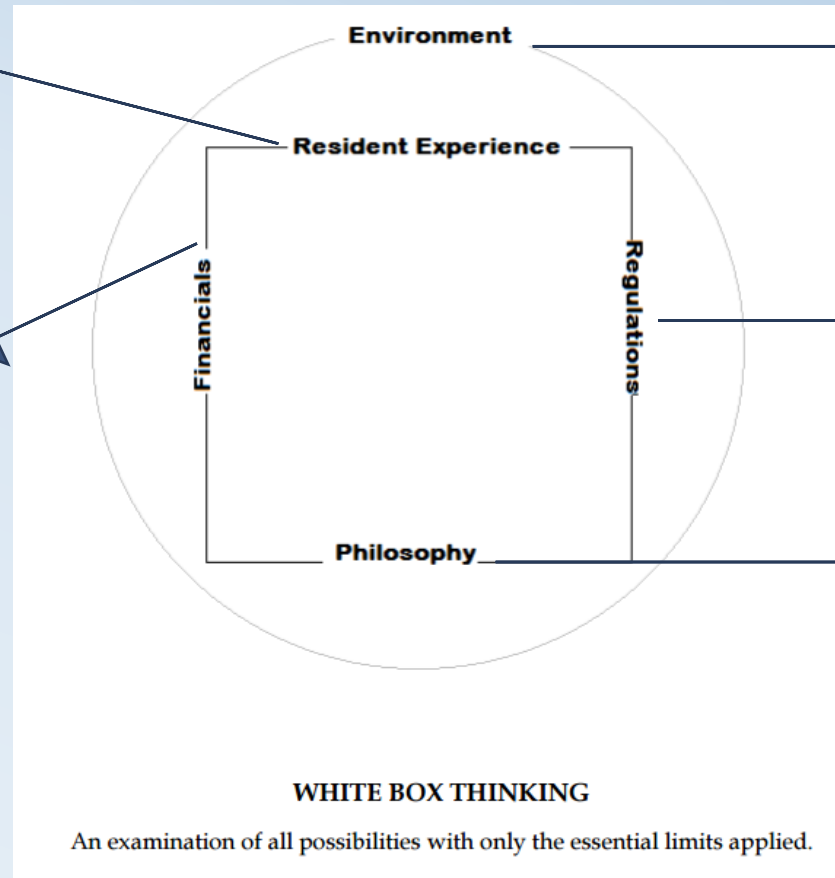 Environment
Resident Experience
Financials
Regulations
Philosophy
WHITE BOX THINKING
An examination of all possibilities with only the essential limits applied.